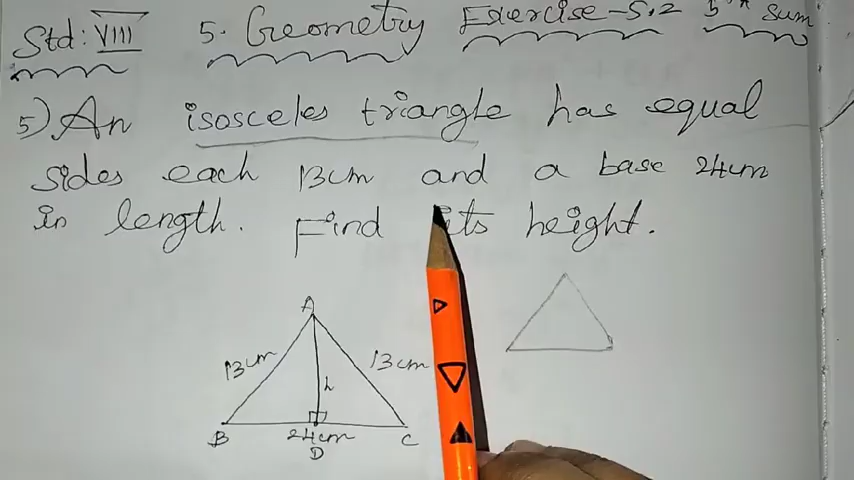 Std: VIII 5. Geometry Exercise-5.2 5th sum
5) An isosceles triangle has equal
sides each 13cm and a base 24cm
in length. Find its height.
A
13cm 13cm
h
B 24cm C
D